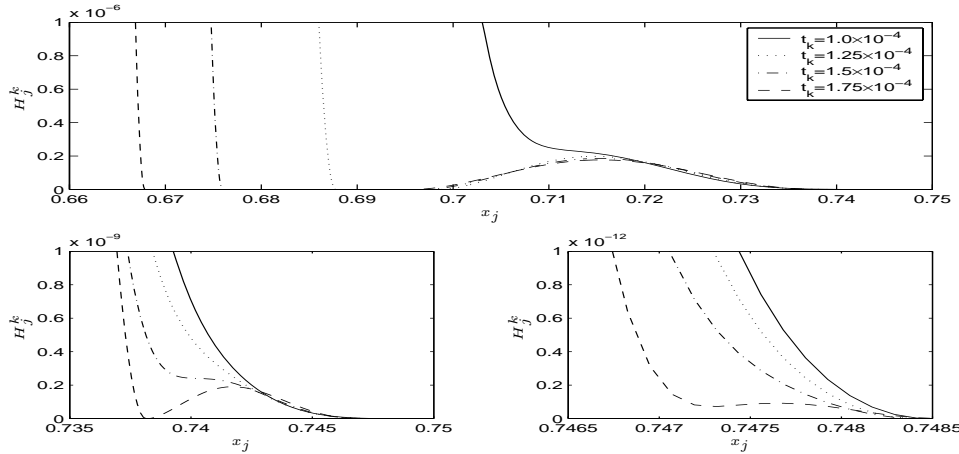 x 10⁻⁶
1
0.8
0.6
0.4
0.2
0
H_j^k
0.66 0.67 0.68 0.69 0.7 0.71 0.72 0.73 0.74 0.75
x_j
t_k=1.0×10⁻⁴
t_k=1.25×10⁻⁴
t_k=1.5×10⁻⁴
t_k=1.75×10⁻⁴
x 10⁻⁹
1
0.8
0.6
0.4
0.2
0
H_j^k
0.735 0.74 0.745 0.75
x_j
x 10⁻¹²
1
0.8
0.6
0.4
0.2
0
H_j^k
0.7465 0.747 0.7475 0.748 0.7485
x_j